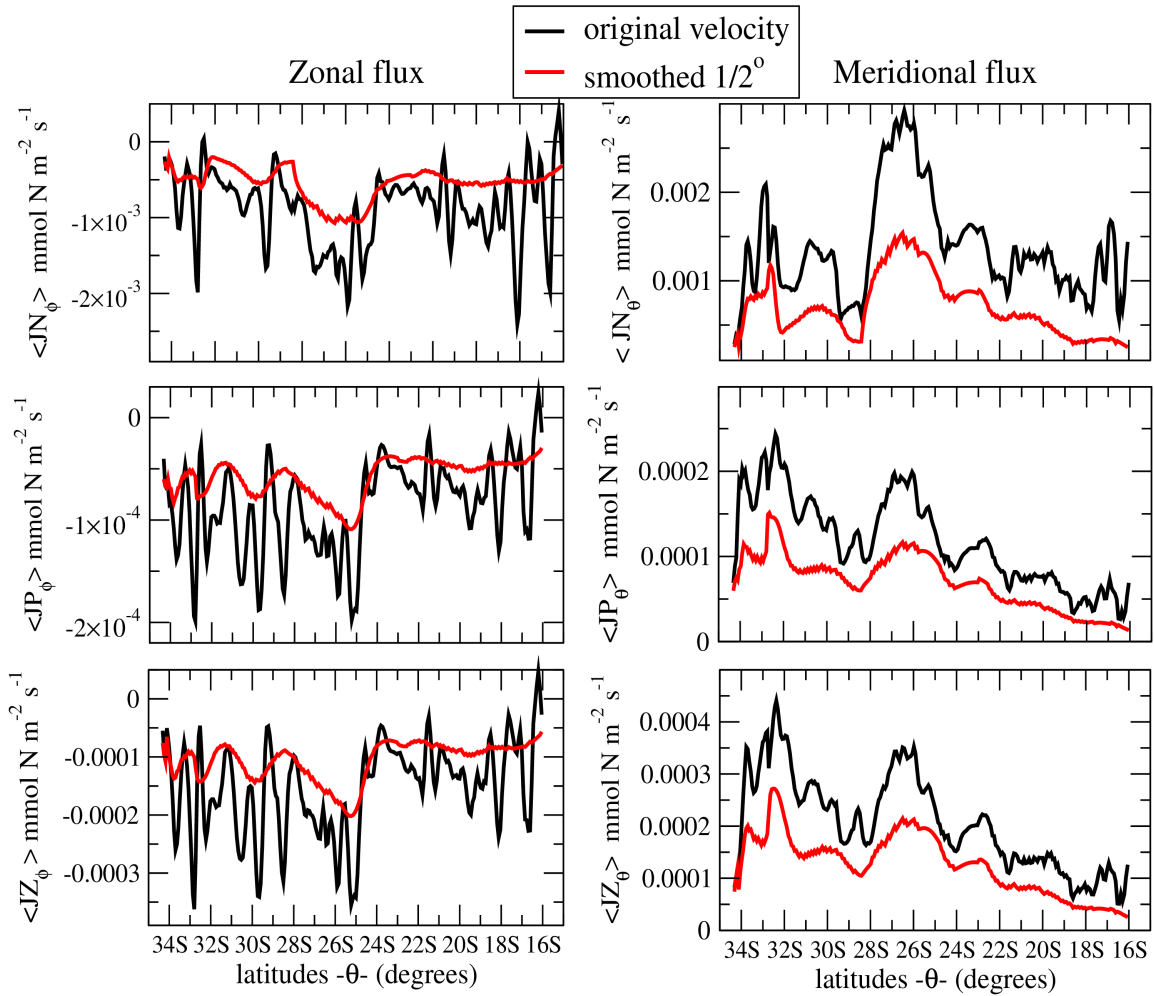 original velocity
smoothed 1/2°
Zonal flux
Meridional flux
<JN_ϕ> mmol N m^-2 s^-1
0
-1×10^-3
-2×10^-3
< JN_θ> mmol N m^-2 s^-1
0.002
0.001
<JP_ϕ> mmol N m^-2 s^-1
0
-1×10^-4
-2×10^-4
<JP_θ> mmol N m^-2 s^-1
0.0002
0.0001
0
<JZ_ϕ> mmol N m^-2 s^-1
0
-0.0001
-0.0002
-0.0003
34S 32S 30S 28S 26S 24S 22S 20S 18S 16S
latitudes -θ- (degrees)
<JZ_θ> mmol N m^-2 s^-1
0.0004
0.0003
0.0002
0.0001
0
34S 32S 30S 28S 26S 24S 22S 20S 18S 16S
latitudes -θ- (degrees)